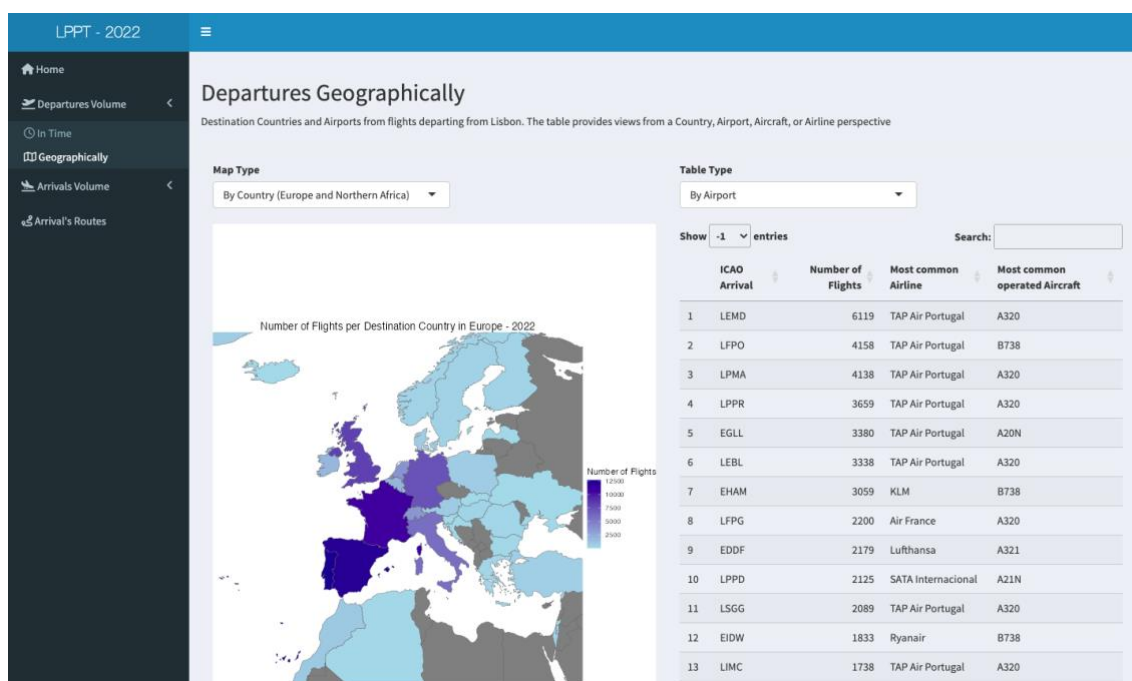 LPPT - 2022
Home
Departures Volume
In Time
Geographically
Arrivals Volume
Arrival's Routes
Departures Geographically
Destination Countries and Airports from flights departing from Lisbon. The table provides views from a Country, Airport, Aircraft, or Airline perspective
Map Type
By Country (Europe and Northern Africa)
Number of Flights per Destination Country in Europe - 2022
Number of Flights
12500
10000
7500
5000
2500
Table Type
By Airport
Show -1 entries Search:
ICAO Arrival Number of Flights Most common Airline Most common operated Aircraft
1 LEMD 6119 TAP Air Portugal A320
2 LFPO 4158 TAP Air Portugal B738
3 LPMA 4138 TAP Air Portugal A320
4 LPPR 3659 TAP Air Portugal A320
5 EGLL 3380 TAP Air Portugal A20N
6 LEBL 3338 TAP Air Portugal A320
7 EHAM 3059 KLM B738
8 LFPG 2200 Air France A320
9 EDDF 2179 Lufthansa A321
10 LPPD 2125 SATA Internacional A21N
11 LSGG 2089 TAP Air Portugal A320
12 EIDW 1833 Ryanair B738
13 LIMC 1738 TAP Air Portugal A320